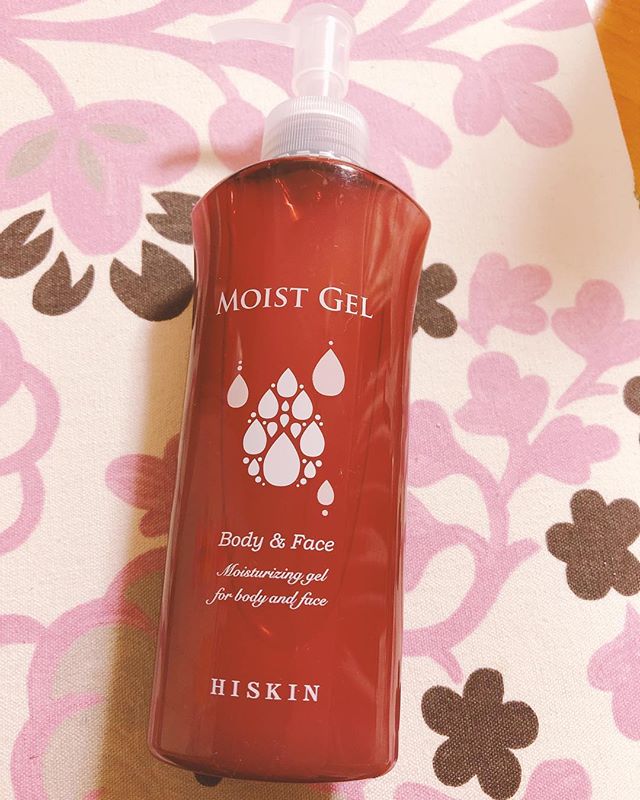 MOIST GEL
Body & Face
Moisturizing gel
for body and face
HISKIN